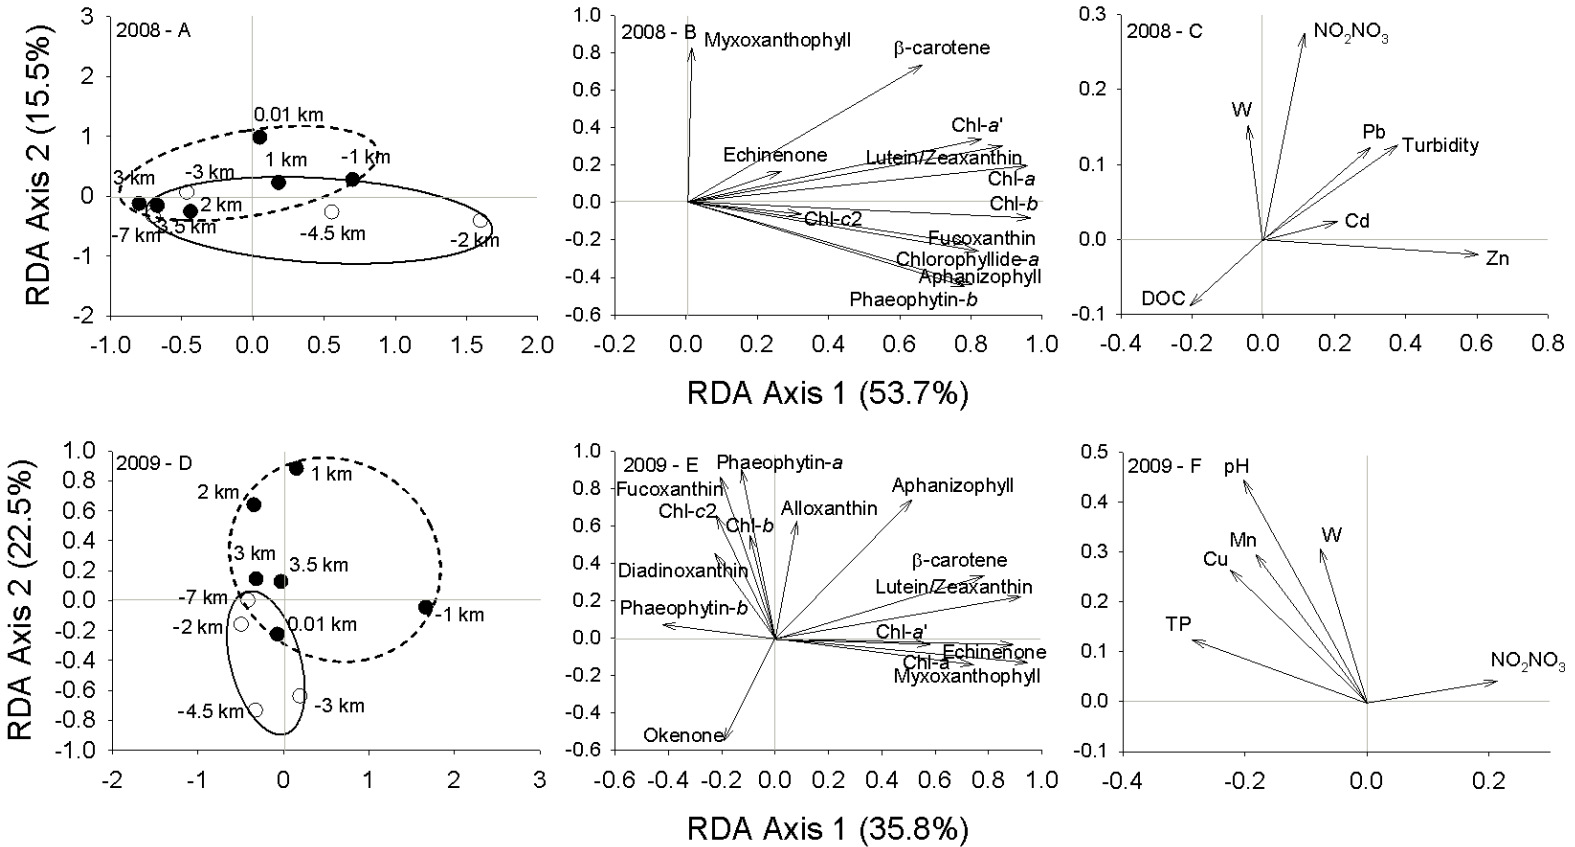 RDA Axis 2 (15.5%)
2008 - A
3
2
1
0
-1
-2
0.01 km
1 km
-1 km
-3 km
3 km
2 km
-7 km
3.5 km
-4.5 km
-2 km
-1.0 -0.5 0.0 0.5 1.0 1.5 2.0
2008 - B
1.0
0.8
0.6
0.4
0.2
0.0
-0.2
-0.4
-0.6
Myxoxanthophyll
β-carotene
Chl-a'
Echinenone
Lutein/Zeaxanthin
Chl-a
Chl-b
Chl-c2
Fucoxanthin
Chlorophyllide-a
Aphanizophyll
Phaeophytin-b
-0.2 0.0 0.2 0.4 0.6 0.8 1.0
2008 - C
0.3
0.2
0.1
0.0
-0.1
NO2NO3
W
Pb
Turbidity
Cd
Zn
DOC
-0.4 -0.2 0.0 0.2 0.4 0.6 0.8
RDA Axis 1 (53.7%)
RDA Axis 2 (22.5%)
2009 - D
1.0
0.8
0.6
0.4
0.2
0.0
-0.2
-0.4
-0.6
-0.8
-1.0
1 km
2 km
3 km
3.5 km
-7 km
-1 km
-2 km
0.01 km
-4.5 km
-3 km
-2 -1 0 1 2 3
2009 - E
1.0
0.8
0.6
0.4
0.2
0.0
-0.2
-0.4
-0.6
Phaeophytin-a
Fucoxanthin
Aphanizophyll
Chl-c2
Alloxanthin
Chl-b
β-carotene
Diadinoxanthin
Lutein/Zeaxanthin
Phaeophytin-b
Chl-a'
Echinenone
Chl-a
Myxoxanthophyll
Okenone
-0.6 -0.4 -0.2 0.0 0.2 0.4 0.6 0.8 1.0
2009 - F
0.5
0.4
0.3
0.2
0.1
0.0
-0.1
pH
W
Mn
Cu
TP
NO2NO3
-0.4 -0.2 0.0 0.2
RDA Axis 1 (35.8%)